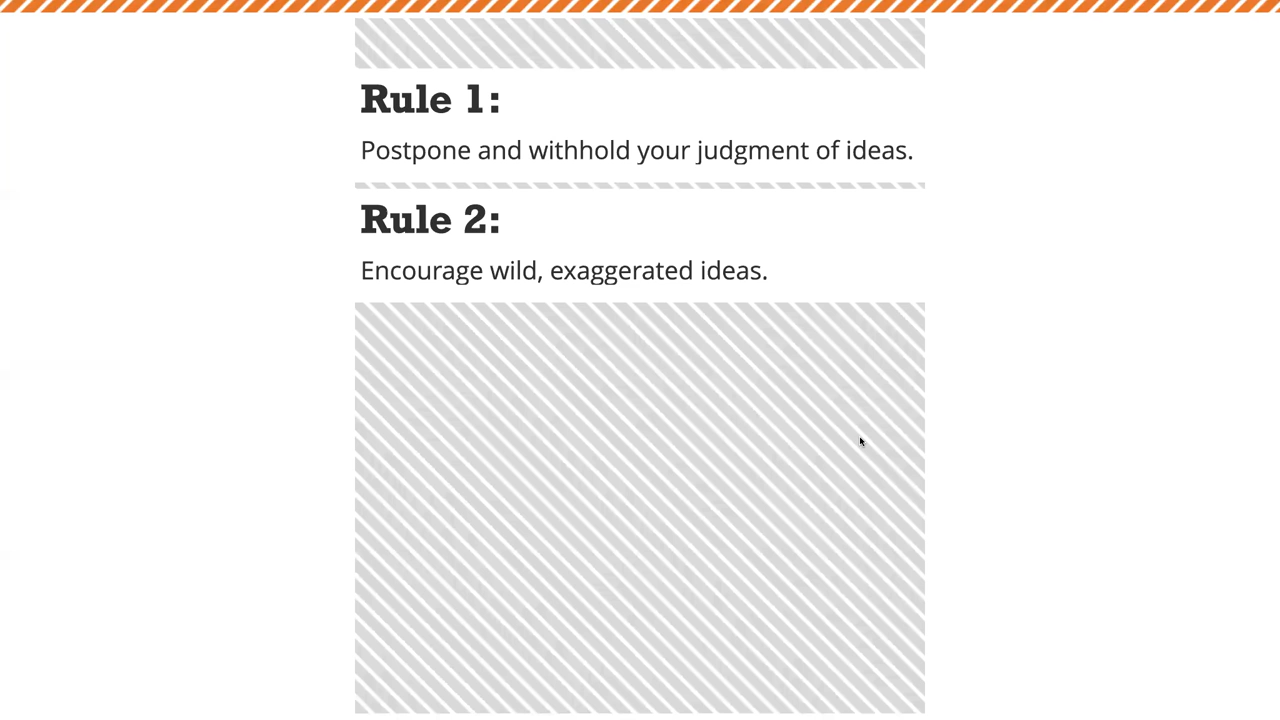 Rule 1:
Postpone and withhold your judgment of ideas.
Rule 2:
Encourage wild, exaggerated ideas.